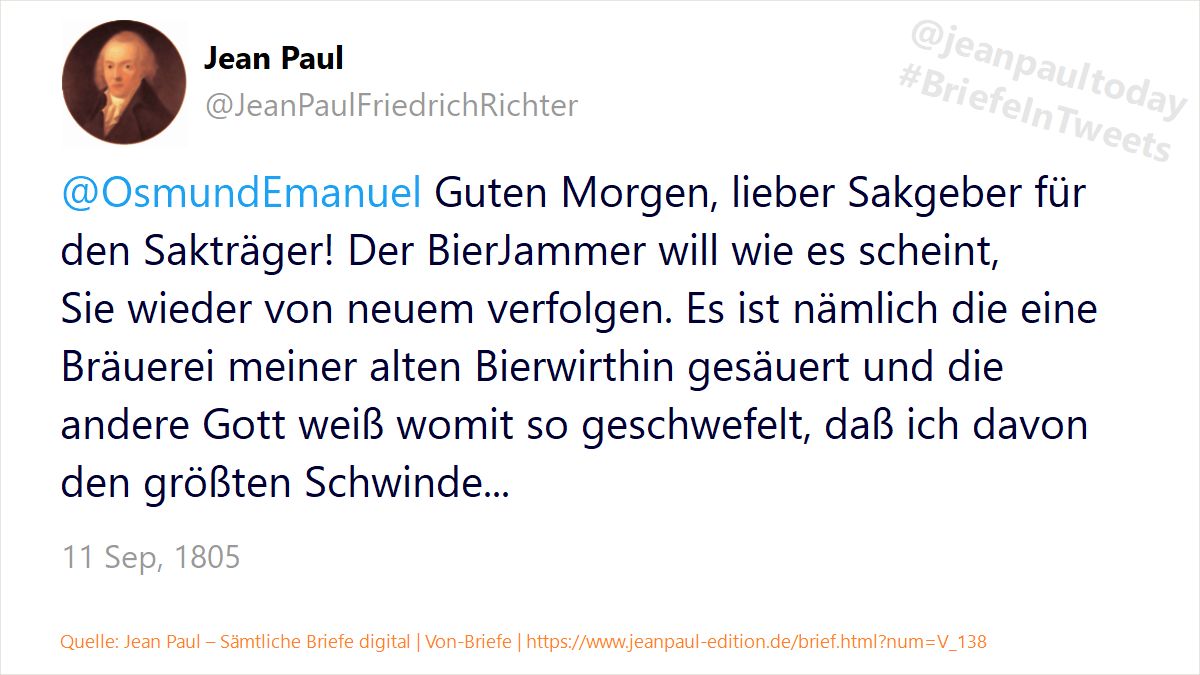 Jean Paul
@JeanPaulFriedrichRichter
@jeanpaultoday
#BriefeInTweets
@OsmundEmanuel Guten Morgen, lieber Sakgeber für
den Sakträger! Der BierJammer will wie es scheint,
Sie wieder von neuem verfolgen. Es ist nämlich die eine
Bräuerei meiner alten Bierwirthin gesäuert und die
andere Gott weiß womit so geschwefelt, daß ich davon
den größten Schwinde...
11 Sep, 1805
Quelle: Jean Paul – Sämtliche Briefe digital | Von-Briefe | https://www.jeanpaul-edition.de/brief.html?num=V_138